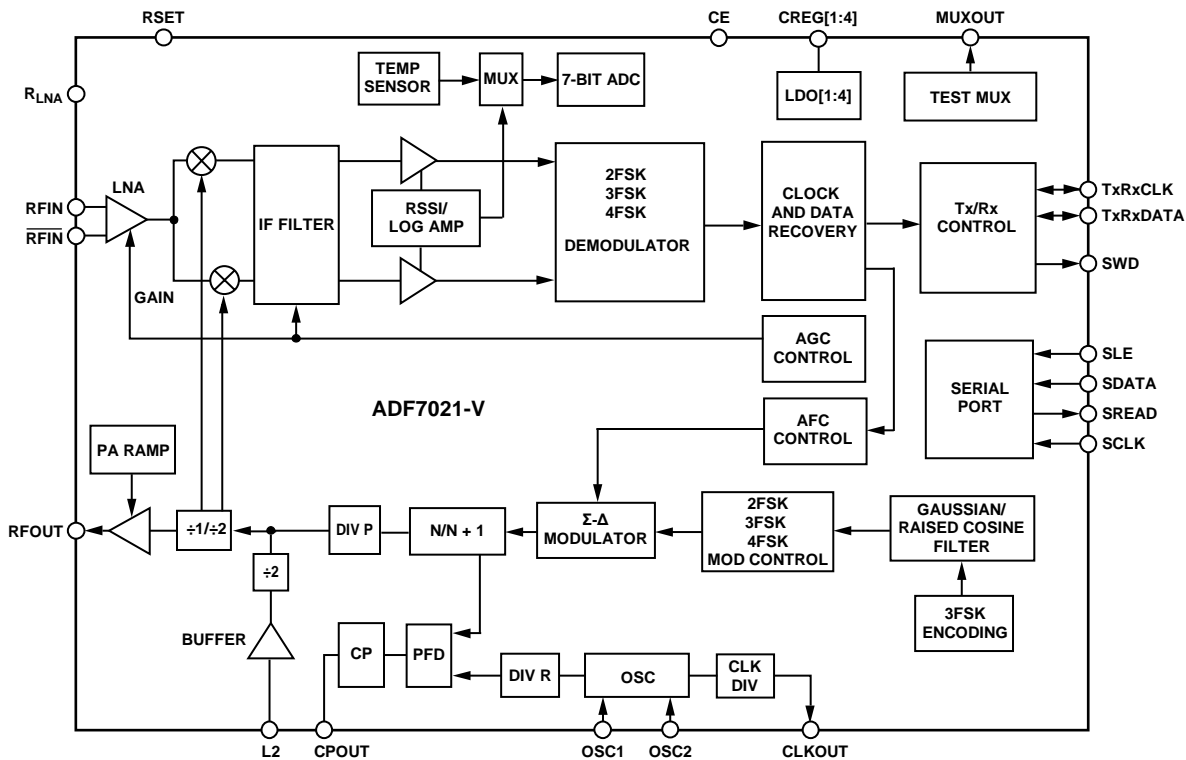 RSET
CE
CREG[1:4]
MUXOUT
RLNA
TEMP
SENSOR
MUX
7-BIT ADC
LDO[1:4]
TEST MUX
LNA
RFIN
RFIN
GAIN
IF FILTER
RSSI/
LOG AMP
2FSK
3FSK
4FSK
DEMODULATOR
CLOCK
AND DATA
RECOVERY
Tx/Rx
CONTROL
TxRxCLK
TxRxDATA
SWD
AGC
CONTROL
SERIAL
PORT
SLE
SDATA
SREAD
SCLK
ADF7021-V
AFC
CONTROL
PA RAMP
RFOUT
÷1/÷2
DIV P
N/N + 1
Σ-Δ
MODULATOR
2FSK
3FSK
4FSK
MOD CONTROL
GAUSSIAN/
RAISED COSINE
FILTER
÷2
3FSK
ENCODING
BUFFER
CP
PFD
DIV R
OSC
CLK
DIV
L2
CPOUT
OSC1
OSC2
CLKOUT